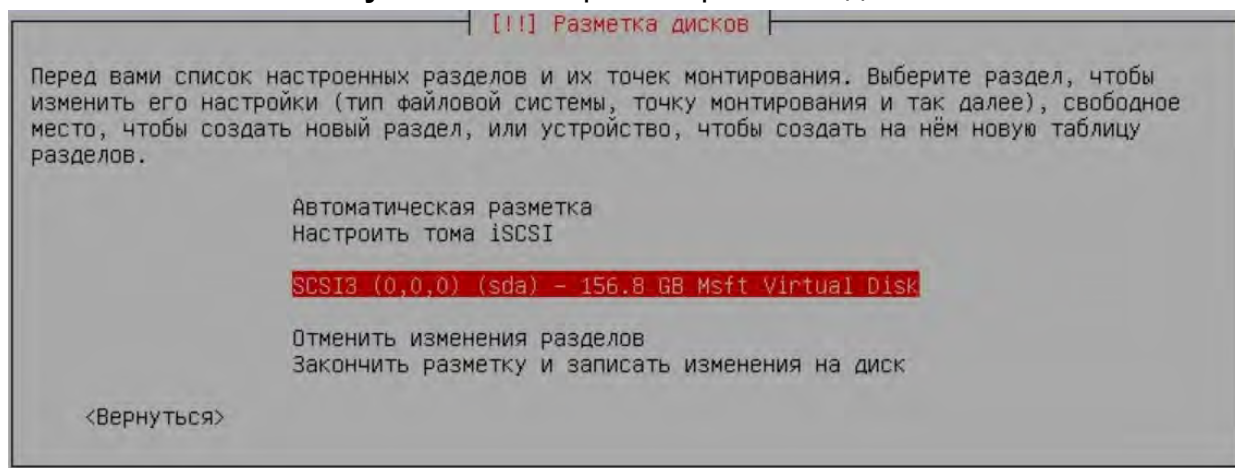 [!!] Разметка дисков
Перед вами список настроенных разделов и их точек монтирования. Выберите раздел, чтобы
изменить его настройки (тип файловой системы, точку монтирования и так далее), свободное
место, чтобы создать новый раздел, или устройство, чтобы создать на нём новую таблицу
разделов.
Автоматическая разметка
Настроить тома iSCSI
SCSI3 (0,0,0) (sda) – 156.8 GB Msft Virtual Disk
Отменить изменения разделов
Закончить разметку и записать изменения на диск
<Вернуться>